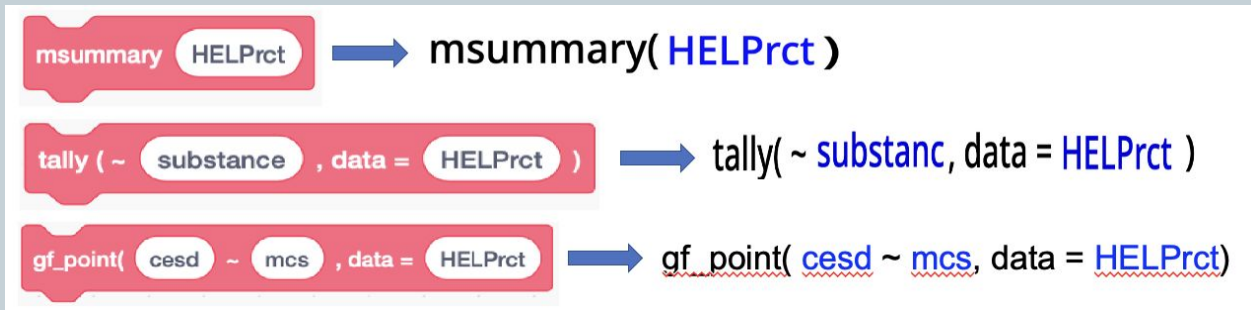 msummary HELPrct msummary( HELPrct )
tally ( ~ substance , data = HELPrct ) tally( ~ substanc, data = HELPrct )
gf_point( cesd ~ mcs , data = HELPrct gf_point( cesd ~ mcs, data = HELPrct)